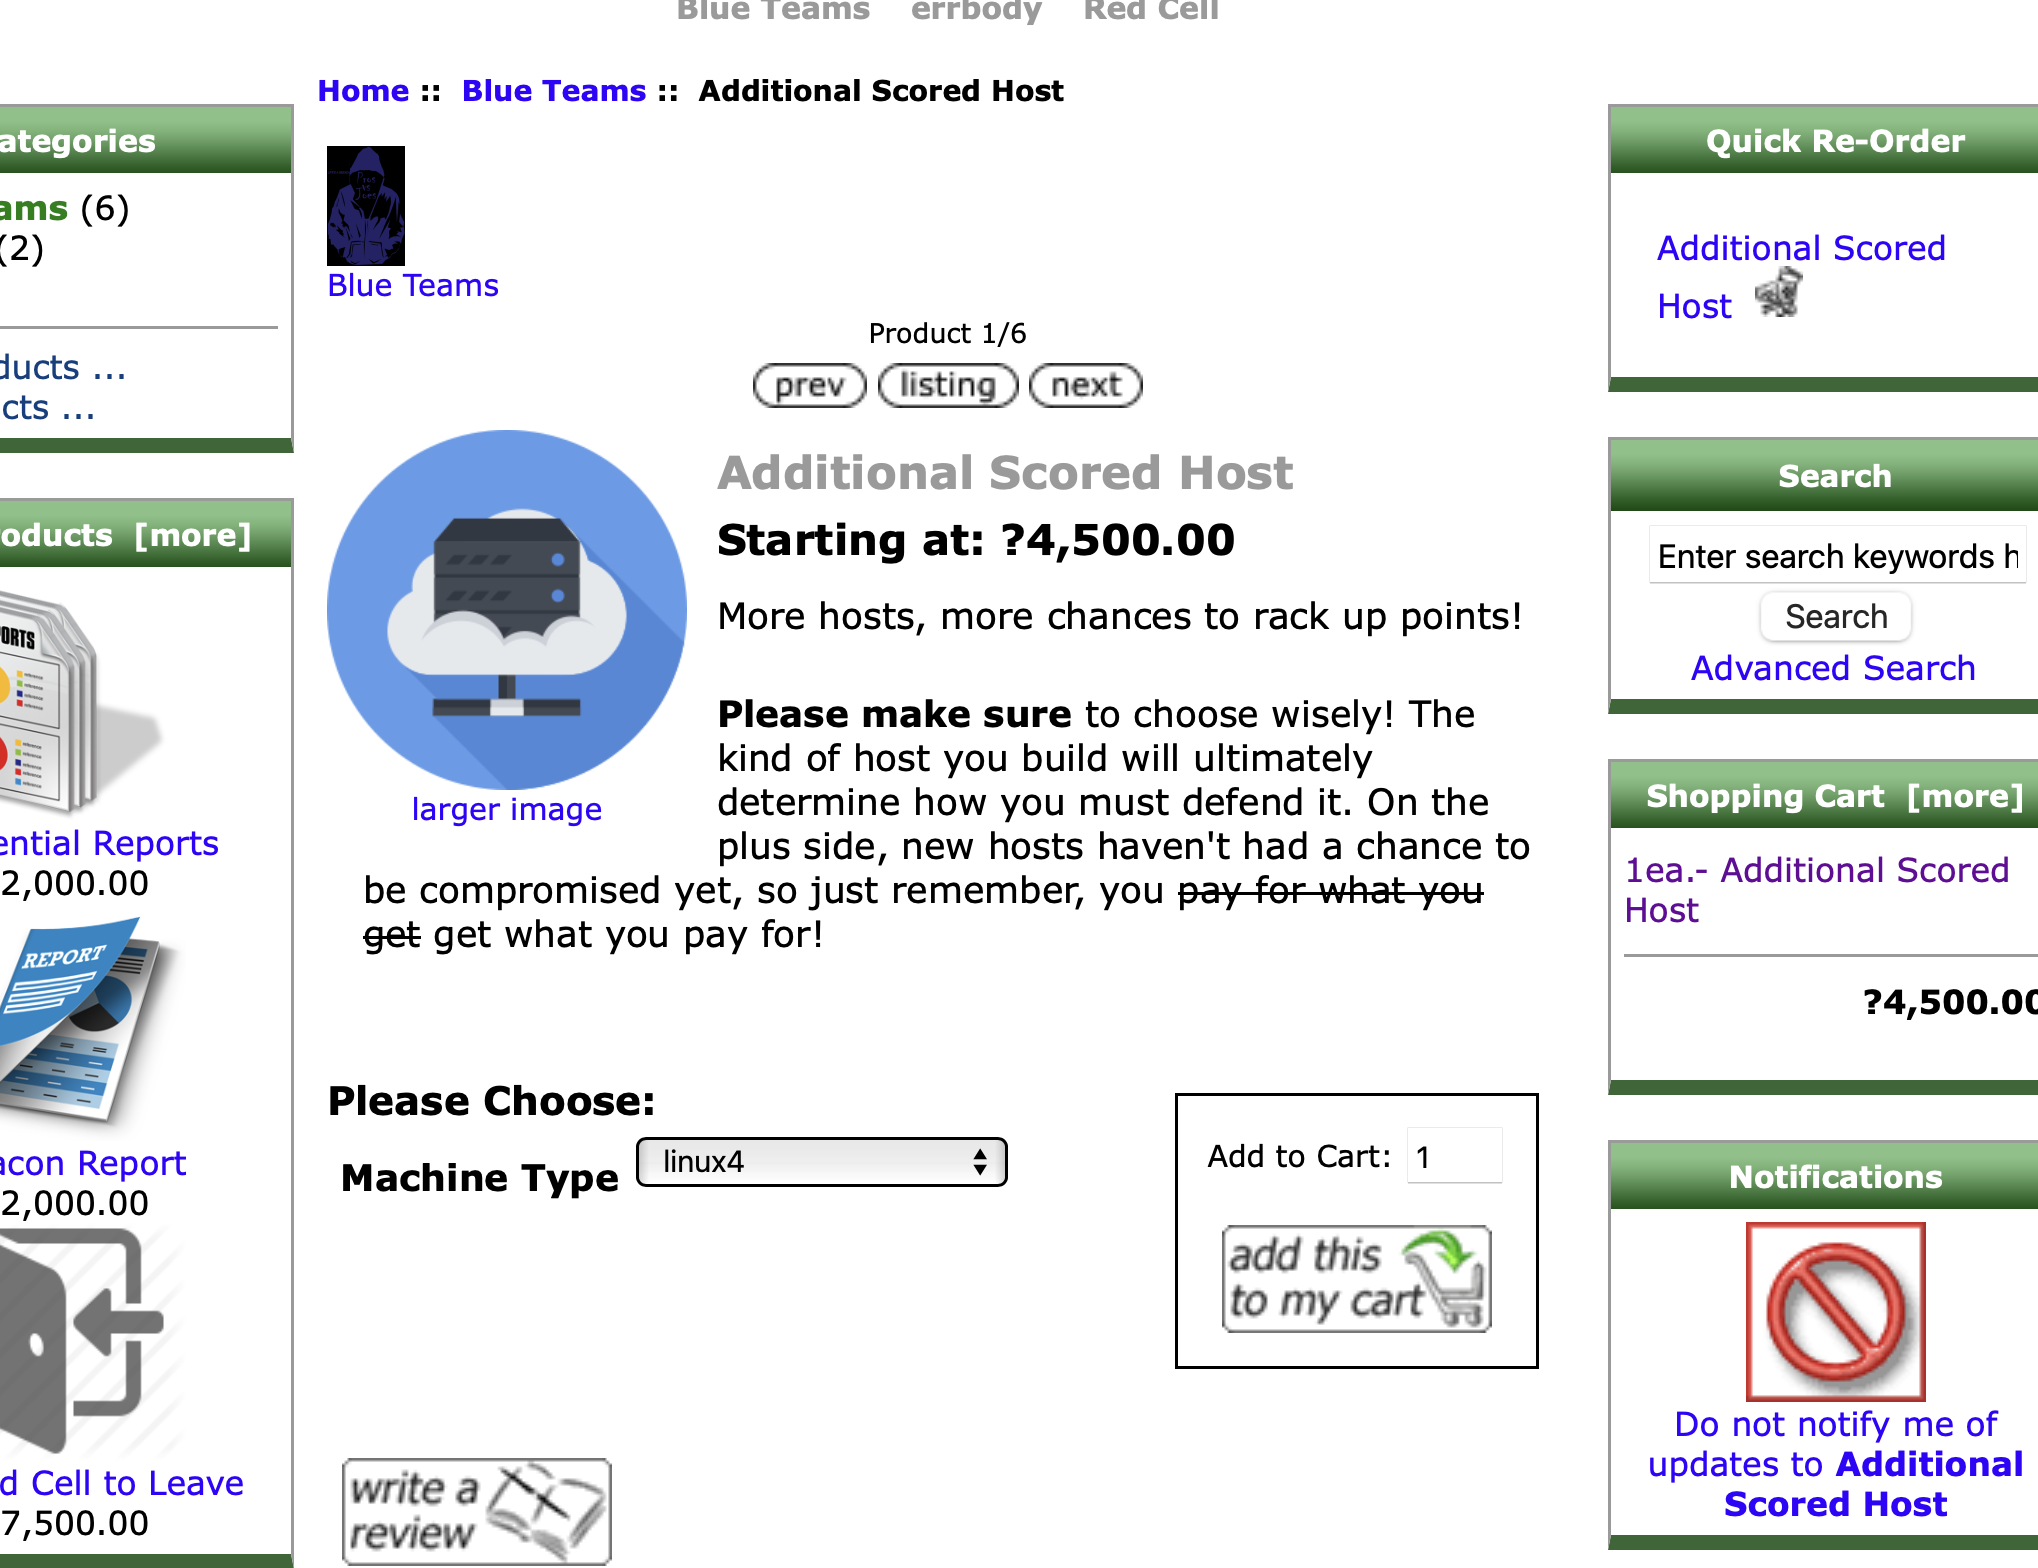 Blue Teams errbody Red Cell
Home :: Blue Teams :: Additional Scored Host
ategories
ams (6)
(2)
ducts ...
cts ...
oducts [more]
ORTS
ential Reports
2,000.00
REPORT
acon Report
2,000.00
d Cell to Leave
7,500.00
Blue Teams
Product 1/6
prev listing next
larger image
Additional Scored Host
Starting at: ?4,500.00
More hosts, more chances to rack up points!
Please make sure to choose wisely! The
kind of host you build will ultimately
determine how you must defend it. On the
plus side, new hosts haven't had a chance to
be compromised yet, so just remember, you pay for what you
get get what you pay for!
Please Choose:
Machine Type linux4
Add to Cart: 1
add this
to my cart
write a
review
Quick Re-Order
Additional Scored
Host
Search
Enter search keywords h
Search
Advanced Search
Shopping Cart [more]
1ea.- Additional Scored
Host
?4,500.00
Notifications
Do not notify me of
updates to Additional
Scored Host